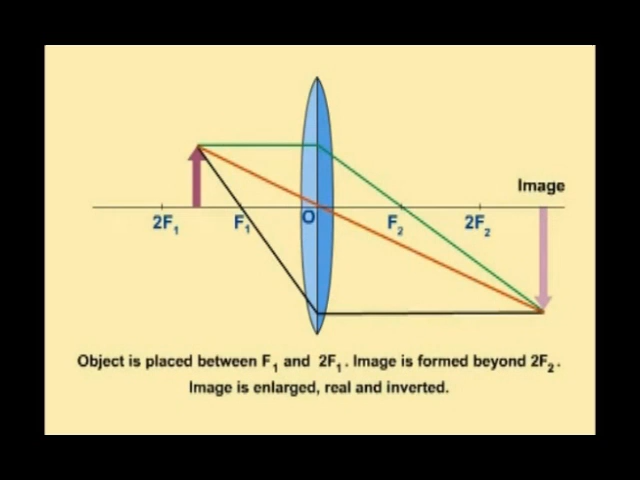 Image
2F₁ F₁ O F₂ 2F₂
Object is placed between F₁ and 2F₁. Image is formed beyond 2F₂.
Image is enlarged, real and inverted.